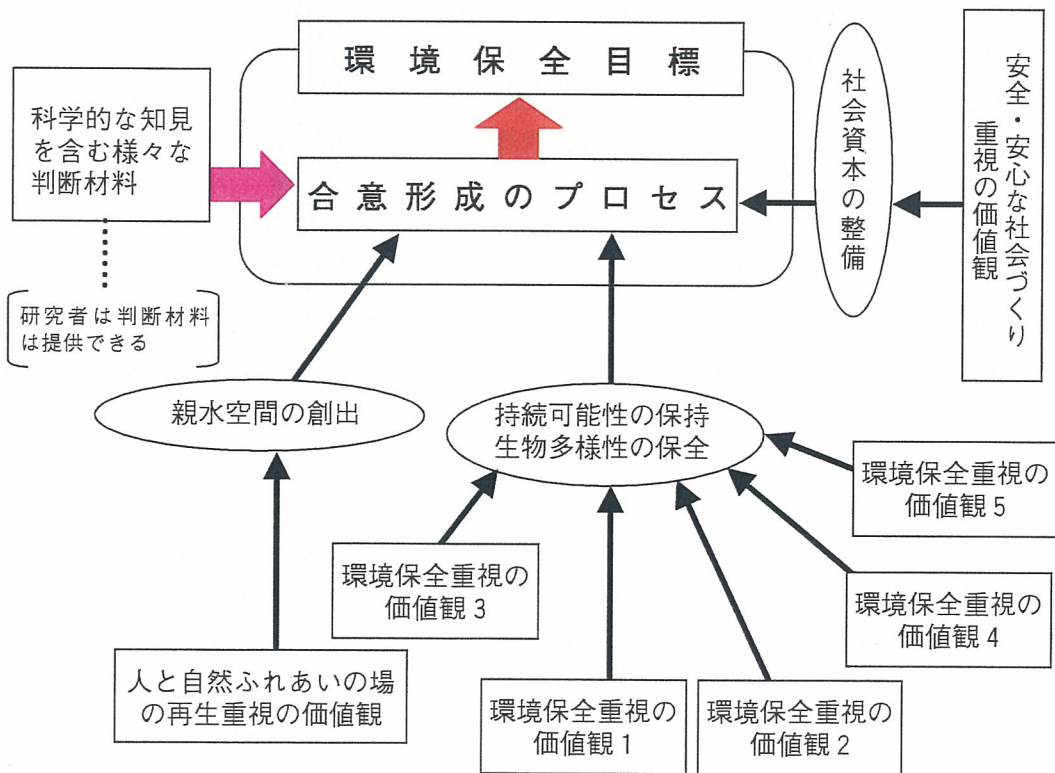 環境保全目標
科学的な知見
を含む様々な
判断材料
合意形成のプロセス
社会資本の整備
安全・安心な社会づくり
重視の価値観
研究者は判断材料
は提供できる
親水空間の創出
持続可能性の保持
生物多様性の保全
環境保全重視の
価値観5
環境保全重視の
価値観3
環境保全重視の
価値観4
人と自然ふれあいの場
の再生重視の価値観
環境保全重視の
価値観1
環境保全重視の
価値観2